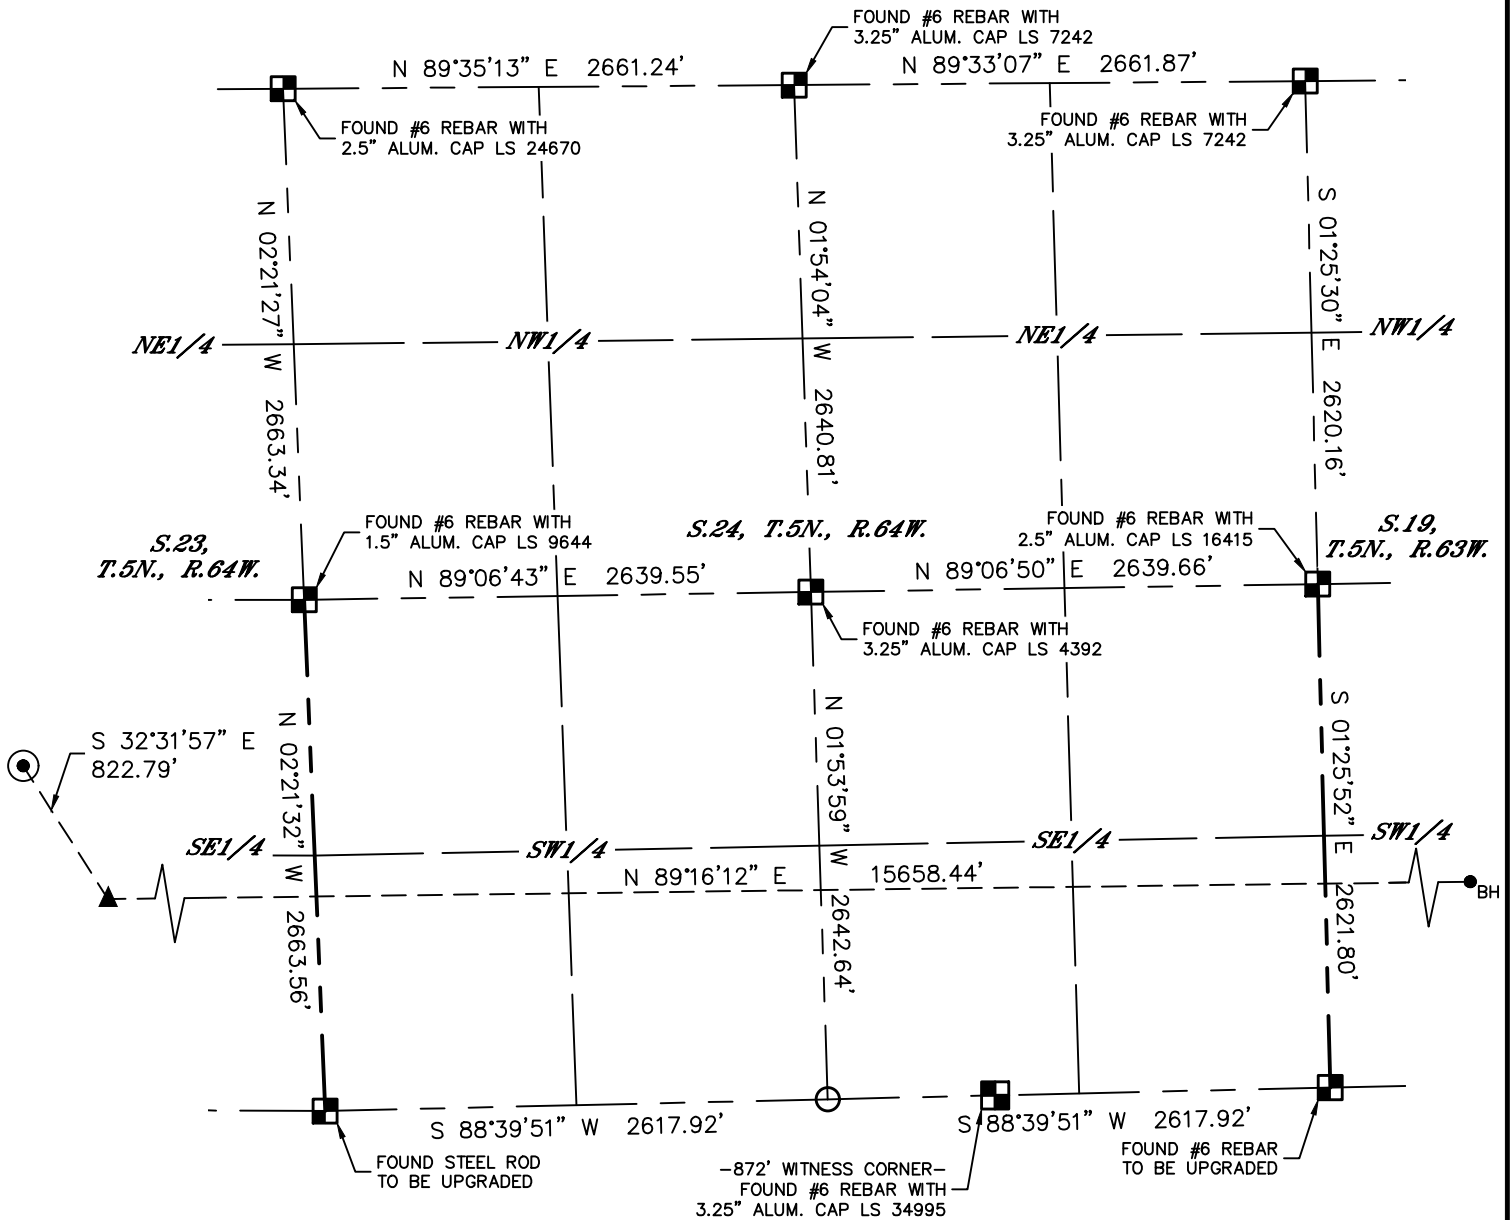 FOUND #6 REBAR WITH
3.25" ALUM. CAP LS 7242
N 89°35'13" E 2661.24'
N 89°33'07" E 2661.87'
FOUND #6 REBAR WITH
2.5" ALUM. CAP LS 24670
FOUND #6 REBAR WITH
3.25" ALUM. CAP LS 7242
N 02°21'27" W 2663.34'
N 01°54'04" W 2640.81'
S 01°25'30" E 2620.16'
NE1/4
NW1/4
NE1/4
NW1/4
S.23,
T.5N., R.64W.
FOUND #6 REBAR WITH
1.5" ALUM. CAP LS 9644
S.24, T.5N., R.64W.
FOUND #6 REBAR WITH
2.5" ALUM. CAP LS 16415
S.19,
T.5N., R.63W.
N 89°06'43" E 2639.55'
N 89°06'50" E 2639.66'
FOUND #6 REBAR WITH
3.25" ALUM. CAP LS 4392
S 32°31'57" E
822.79'
N 02°21'32" W 2663.56'
N 01°53'59" W 2642.64'
S 01°25'52" E 2621.80'
SE1/4
SW1/4
SE1/4
SW1/4
N 89°16'12" E 15658.44'
BH
S 88°39'51" W 2617.92'
S 88°39'51" W 2617.92'
FOUND STEEL ROD
TO BE UPGRADED
-872' WITNESS CORNER-
FOUND #6 REBAR WITH
3.25" ALUM. CAP LS 34995
FOUND #6 REBAR
TO BE UPGRADED